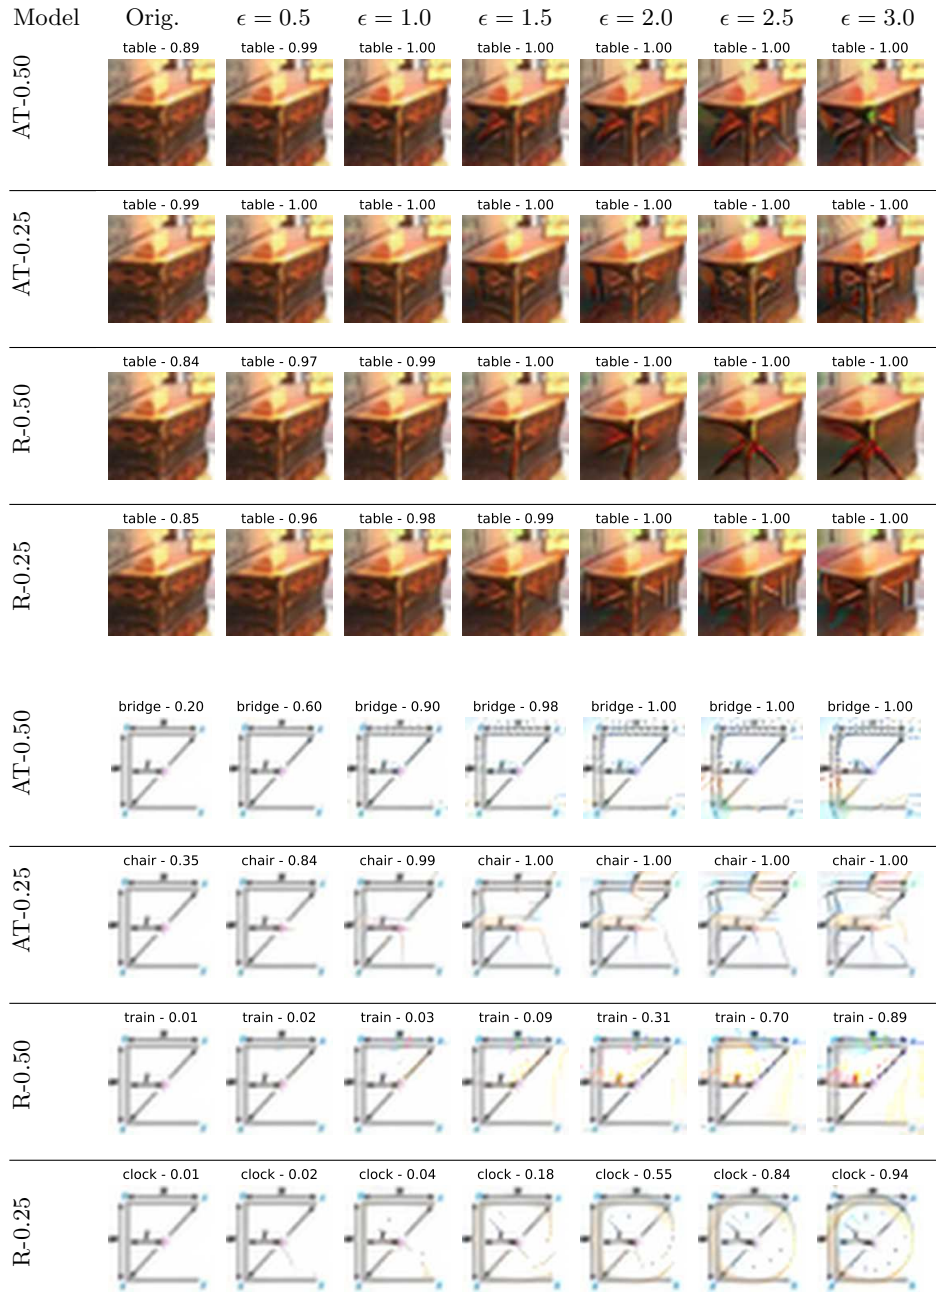 Model Orig. ϵ = 0.5 ϵ = 1.0 ϵ = 1.5 ϵ = 2.0 ϵ = 2.5 ϵ = 3.0
AT-0.50
table - 0.89 table - 0.99 table - 1.00 table - 1.00 table - 1.00 table - 1.00 table - 1.00
AT-0.25
table - 0.99 table - 1.00 table - 1.00 table - 1.00 table - 1.00 table - 1.00 table - 1.00
R-0.50
table - 0.84 table - 0.97 table - 0.99 table - 1.00 table - 1.00 table - 1.00 table - 1.00
R-0.25
table - 0.85 table - 0.96 table - 0.98 table - 0.99 table - 1.00 table - 1.00 table - 1.00
AT-0.50
bridge - 0.20 bridge - 0.60 bridge - 0.90 bridge - 0.98 bridge - 1.00 bridge - 1.00 bridge - 1.00
AT-0.25
chair - 0.35 chair - 0.84 chair - 0.99 chair - 1.00 chair - 1.00 chair - 1.00 chair - 1.00
R-0.50
train - 0.01 train - 0.02 train - 0.03 train - 0.09 train - 0.31 train - 0.70 train - 0.89
R-0.25
clock - 0.01 clock - 0.02 clock - 0.04 clock - 0.18 clock - 0.55 clock - 0.84 clock - 0.94